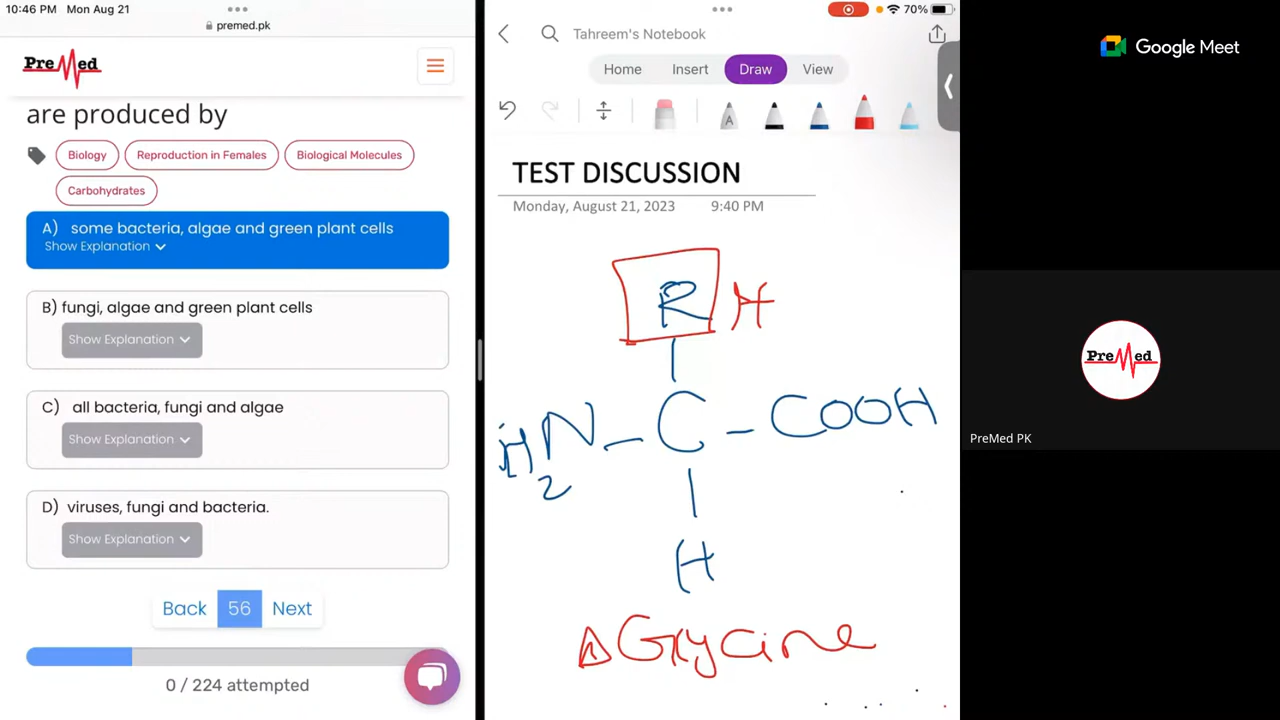 10:46 PM Mon Aug 21
premed.pk
PreMed
are produced by
Biology
Reproduction in Females
Biological Molecules
Carbohydrates
A) some bacteria, algae and green plant cells
Show Explanation
B) fungi, algae and green plant cells
Show Explanation
C) all bacteria, fungi and algae
Show Explanation
D) viruses, fungi and bacteria.
Show Explanation
Back 56 Next
0 / 224 attempted
70%
Tahreem's Notebook
Home Insert Draw View
A
TEST DISCUSSION
Monday, August 21, 2023 9:40 PM
R H
H2N - C - COOH
H
Glycine
Google Meet
PreMed
PreMed PK